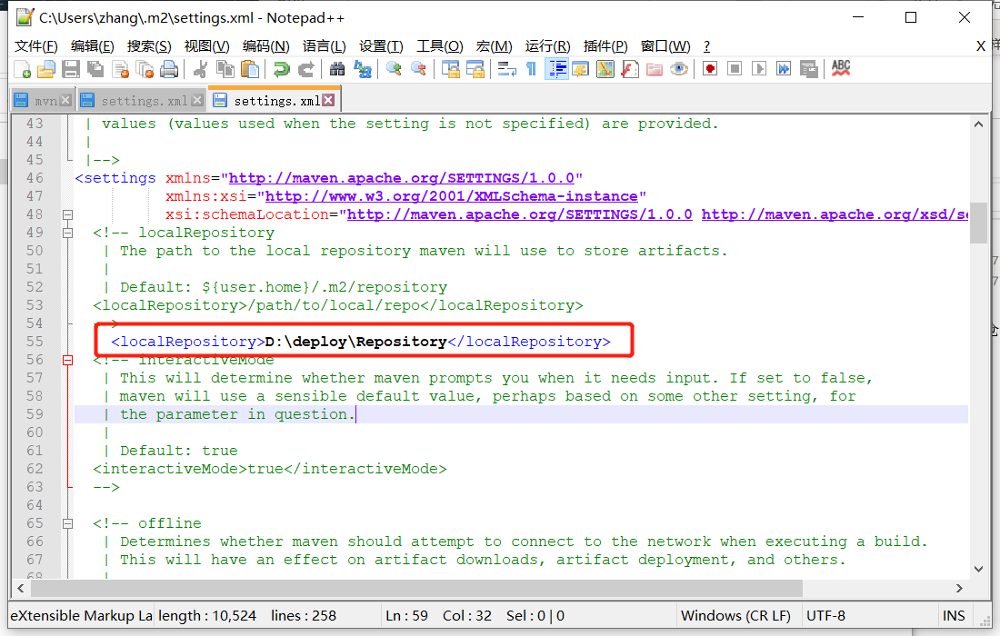 C:\Users\zhang\.m2\settings.xml - Notepad++
文件(F) 编辑(E) 搜索(S) 视图(V) 编码(N) 语言(L) 设置(T) 工具(O) 宏(M) 运行(R) 插件(P) 窗口(W) ? X
ABC
mvn settings.xml settings.xml
43 | values (values used when the setting is not specified) are provided.
44 |
45 |-->
46 <settings xmlns="http://maven.apache.org/SETTINGS/1.0.0"
47 xmlns:xsi="http://www.w3.org/2001/XMLSchema-instance"
48 xsi:schemaLocation="http://maven.apache.org/SETTINGS/1.0.0 http://maven.apache.org/xsd/se
49 <!-- localRepository
50 | The path to the local repository maven will use to store artifacts.
51 |
52 | Default: ${user.home}/.m2/repository
53 <localRepository>/path/to/local/repo</localRepository>
54 >
55 <localRepository>D:\deploy\Repository</localRepository>
56 <!-- interactiveMode
57 | This will determine whether maven prompts you when it needs input. If set to false,
58 | maven will use a sensible default value, perhaps based on some other setting, for
59 | the parameter in question.
60 |
61 | Default: true
62 <interactiveMode>true</interactiveMode>
63 -->
64
65 <!-- offline
66 | Determines whether maven should attempt to connect to the network when executing a build.
67 | This will have an effect on artifact downloads, artifact deployment, and others.
68 |
eXtensible Markup La length : 10,524 lines : 258 Ln : 59 Col : 32 Sel : 0 | 0 Windows (CR LF) UTF-8 INS